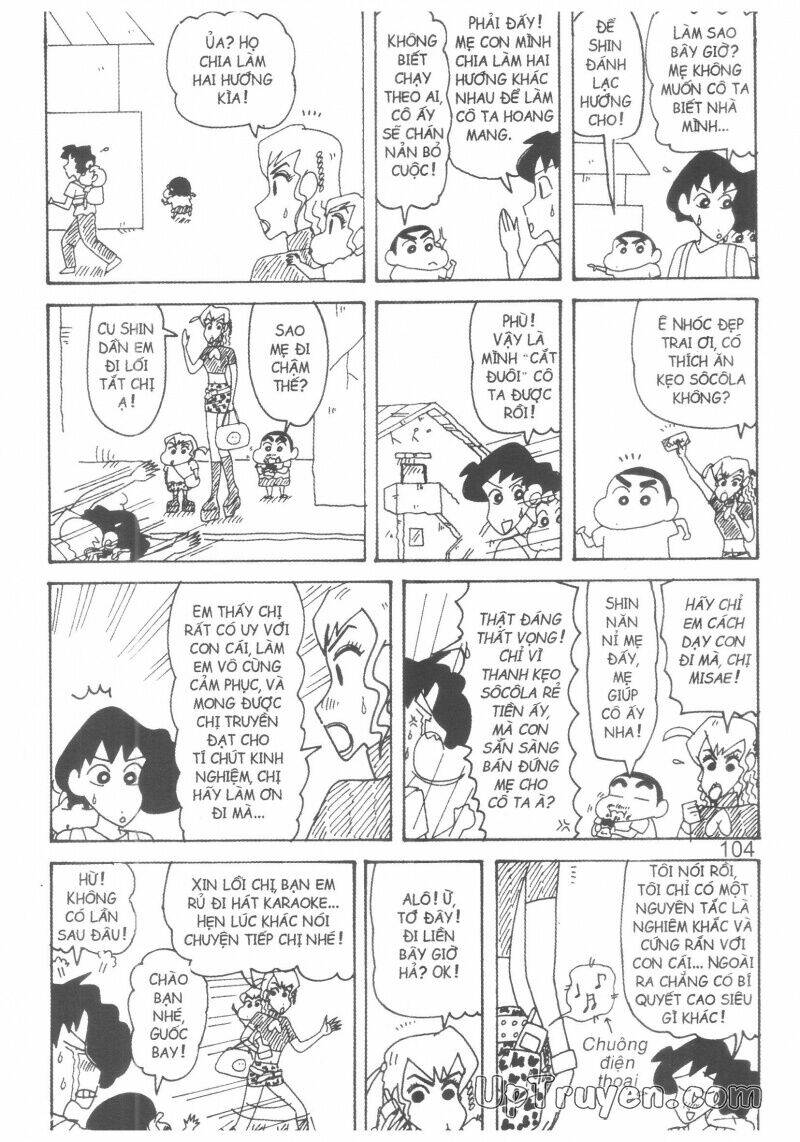 LÀM SAO
BÂY GIỜ?
MẸ KHÔNG
MUỐN CÔ TA
BIẾT NHÀ
MÌNH...
ĐỂ
SHIN
ĐÁNH
LẠC
HƯỚNG
CHO!
PHẢI ĐẤY!
MẸ CON MÌNH
CHIA LÀM HAI
HƯỚNG KHÁC
NHAU ĐỂ LÀM
CÔ TA HOANG
MANG.
KHÔNG
BIẾT
CHẠY
THEO AI,
CÔ ẤY
SẼ CHÁN
NẢN BỎ
CUỘC!
ỦA? HỌ
CHIA LÀM
HAI HƯỚNG
KÌA!
Ê NHÓC ĐẸP
TRAI ƠI, CÓ
THÍCH ĂN
KẸO SÔCÔLA
KHÔNG?
PHÙ!
VẬY LÀ
MÌNH "CẮT
ĐUÔI" CÔ
TA ĐƯỢC
RỒI!
SAO
MẸ ĐI
CHẬM
THẾ?
CU SHIN
DẪN EM
ĐI LỐI
TẮT CHỊ
Ạ!
HÃY CHỈ
EM CÁCH
DẠY CON
ĐI MÀ, CHỊ
MISAE!
SHIN
NĂN
NỈ MẸ
ĐẤY,
MẸ
GIÚP
CÔ ẤY
NHA!
THẬT ĐÁNG
THẤT VỌNG!
CHỈ VÌ
THANH KẸO
SÔCÔLA RẺ
TIỀN ẤY,
MÀ CON
SẴN SÀNG
BÁN ĐỨNG
MẸ CHO
CÔ TA À?
EM THẤY CHỊ
RẤT CÓ UY VỚI
CON CÁI, LÀM
EM VÔ CÙNG
CẢM PHỤC, VÀ
MONG ĐƯỢC
CHỊ TRUYỀN
ĐẠT CHO
TÍ CHÚT KINH
NGHIỆM, CHỊ
HÃY LÀM ƠN
ĐI MÀ...
104
TÔI NÓI RỒI,
TÔI CHỈ CÓ MỘT
NGUYÊN TẮC LÀ
NGHIÊM KHẮC VÀ
CỨNG RẮN VỚI
CON CÁI... NGOÀI
RA CHẲNG CÓ BÍ
QUYẾT CAO SIÊU
GÌ KHÁC!
Chuông
điện
thoại
ALÔ! Ừ,
TỚ ĐÂY!
ĐI LIỀN
BÂY GIỜ
HẢ? OK!
XIN LỖI CHỊ, BẠN EM
RỦ ĐI HÁT KARAOKE...
HẸN LÚC KHÁC NÓI
CHUYỆN TIẾP CHỊ NHÉ!
CHÀO
BẠN
NHÉ,
GUỐC
BAY!
HỪ!
KHÔNG
CÓ LẦN
SAU ĐÂU!
UpTruyen.com